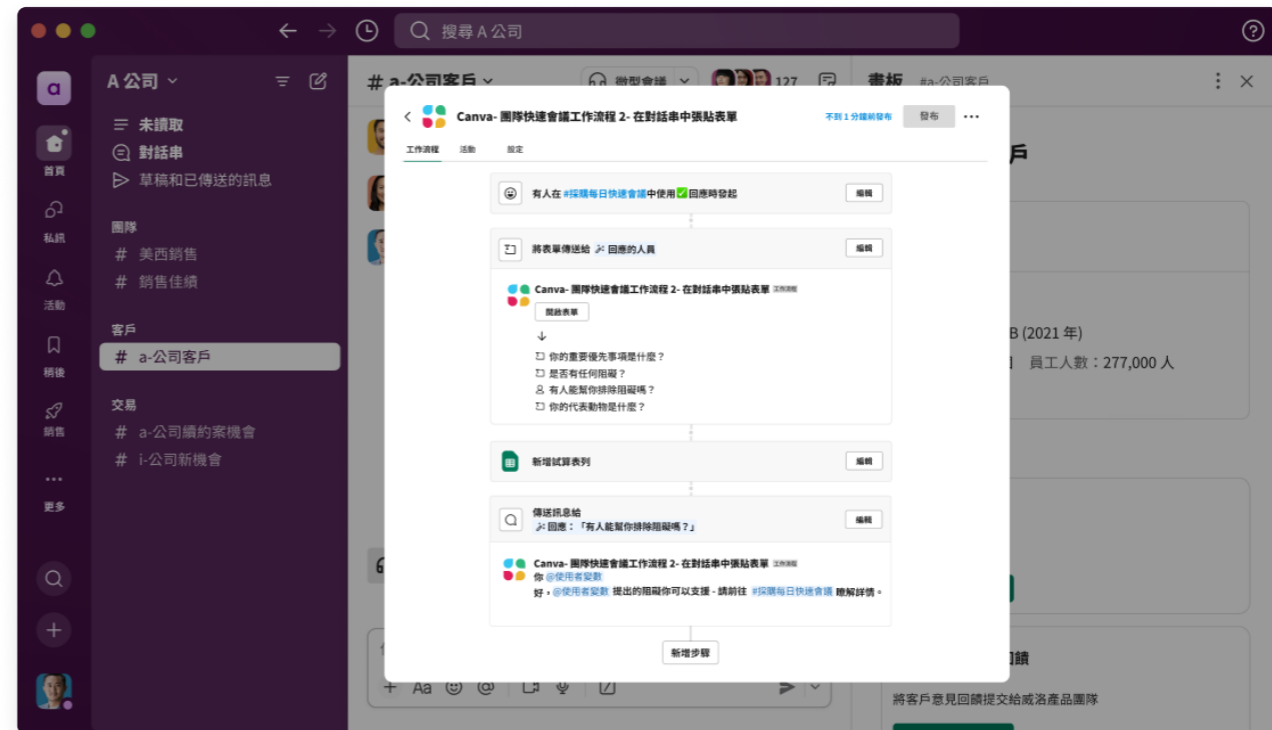 搜尋 A 公司
a
A 公司
未讀取
對話串
草稿和已傳送的訊息
首頁
私訊
活動
稍後
銷售
更多
團隊
# 美西銷售
# 銷售佳績
客戶
# a-公司客戶
交易
# a-公司續約案機會
# i-公司新機會
# a-公司客戶
微型會議
127
畫板 #a-公司客戶
Canva- 團隊快速會議工作流程 2- 在對話串中張貼表單
不到 1 分鐘前發布
發布
工作流程 活動 設定
有人在 #採購每日快速會議中使用✅回應時發起
編輯
將表單傳送給 回應的人員
編輯
Canva- 團隊快速會議工作流程 2- 在對話串中張貼表單 工作流程
開啟表單
你的重要優先事項是什麼?
是否有任何阻礙?
有人能幫你排除阻礙嗎?
你的代表動物是什麼?
新增試算表列
編輯
傳送訊息給
回應:「有人能幫你排除阻礙嗎?」
編輯
Canva- 團隊快速會議工作流程 2- 在對話串中張貼表單 工作流程
你 @使用者變數
好,@使用者變數 提出的阻礙你可以支援 - 請前往 #採購每日快速會議 瞭解詳情。
新增步驟
Aa
戶
B (2021 年)
員工人數:277,000 人
饋
將客戶意見回饋提交給威洛產品團隊